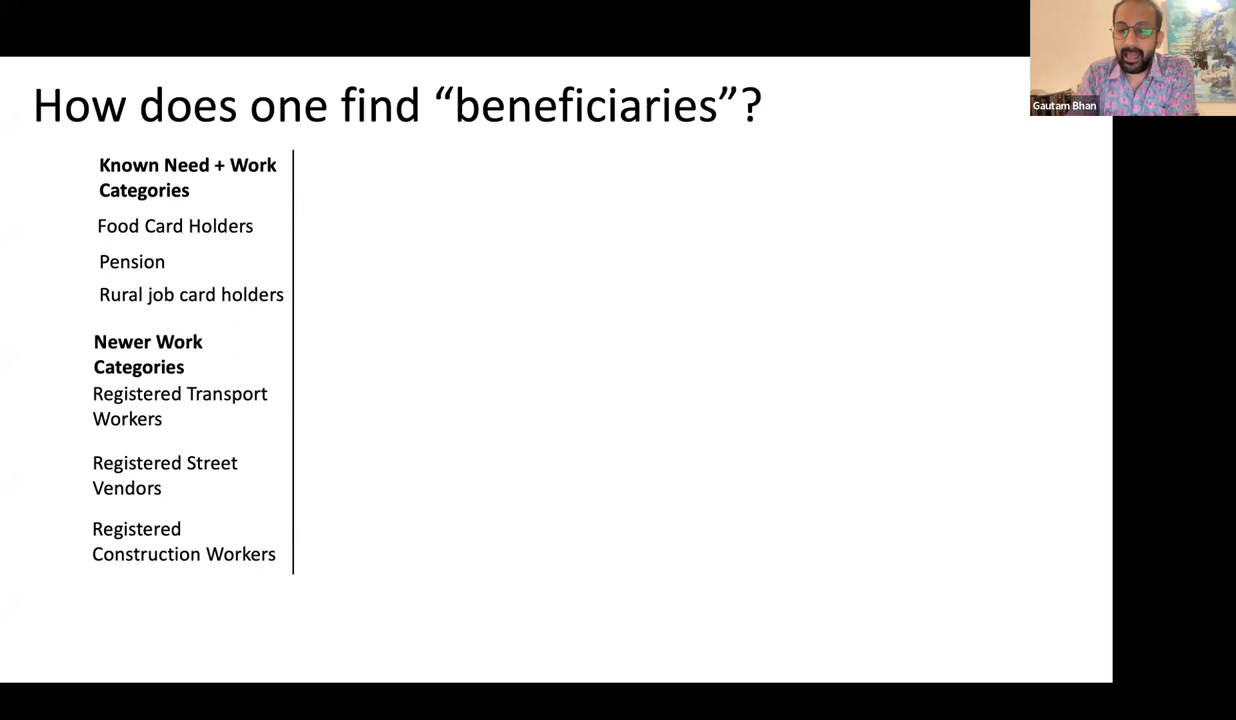 How does one find “beneficiaries”?
Gautam Bhan
Known Need + Work
Categories
Food Card Holders
Pension
Rural job card holders
Newer Work
Categories
Registered Transport
Workers
Registered Street
Vendors
Registered
Construction Workers